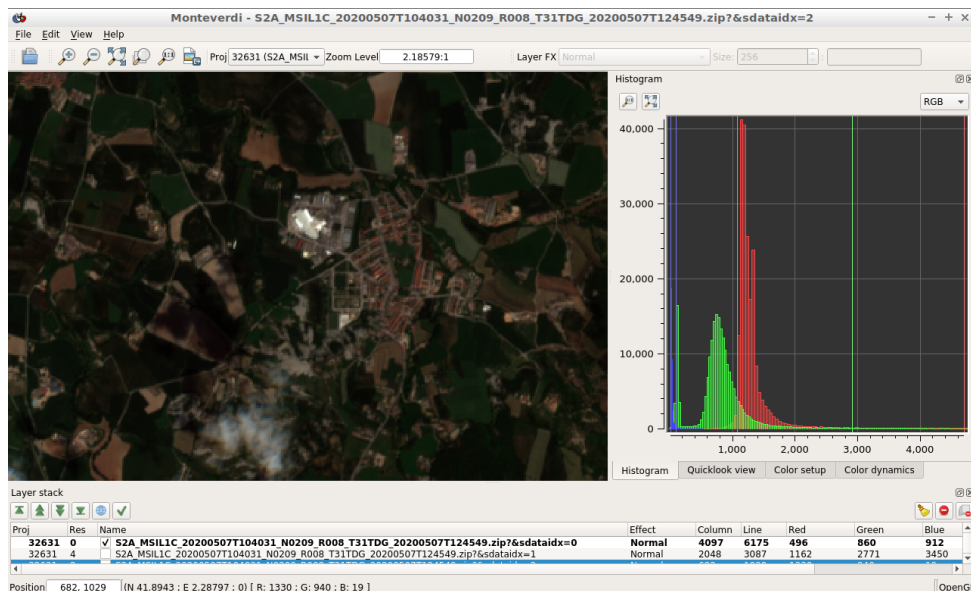 Monteverdi - S2A_MSIL1C_20200507T104031_N0209_R008_T31TDG_20200507T124549.zip?&sdataidx=2
File Edit View Help
Proj 32631 (S2A_MSIL Zoom Level 2.18579:1 Layer FX Normal Size: 256
Histogram
RGB
40,000
30,000
20,000
10,000
0
1,000 2,000 3,000 4,000
Histogram Quicklook view Color setup Color dynamics
Layer stack
Proj Res Name Effect Column Line Red Green Blue
32631 0 S2A_MSIL1C_20200507T104031_N0209_R008_T31TDG_20200507T124549.zip?&sdataidx=0 Normal 4097 6175 496 860 912
32631 4 S2A_MSIL1C_20200507T104031_N0209_R008_T31TDG_20200507T124549.zip?&sdataidx=1 Normal 2048 3087 1162 2771 3450
Position 682, 1029 (N 41.8943 ; E 2.28797 ; 0) [ R: 1330 ; G: 940 ; B: 19 ]